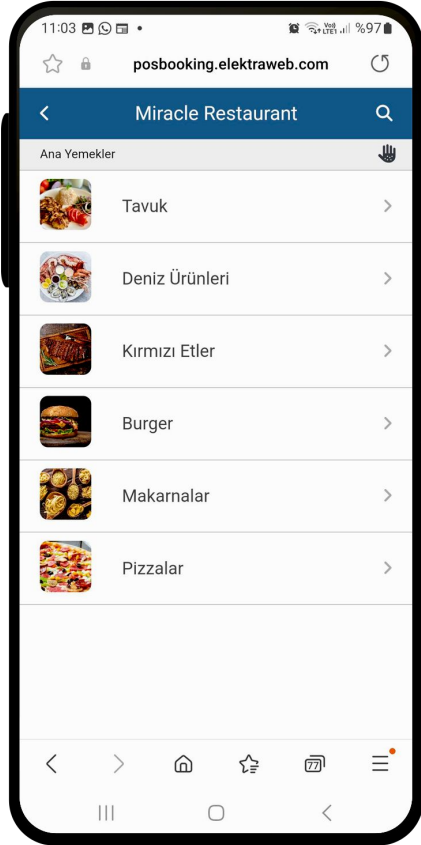 11:03 %97
posbooking.elektraweb.com
Miracle Restaurant
Ana Yemekler
Tavuk
Deniz Ürünleri
Kırmızı Etler
Burger
Makarnalar
Pizzalar
77